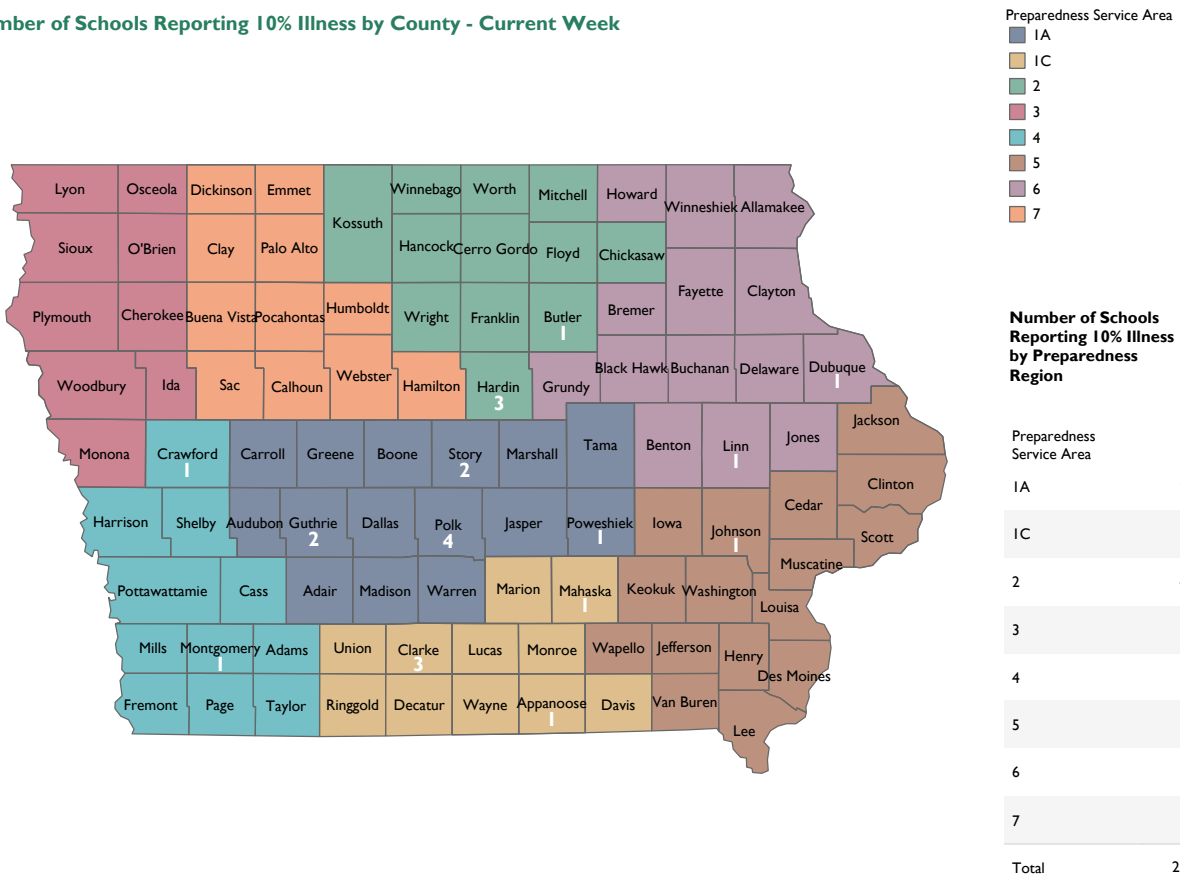 mber of Schools Reporting 10% Illness by County - Current Week
Preparedness Service Area
1A
1C
2
3
4
5
6
7
Lyon
Osceola
Dickinson
Emmet
Kossuth
Winnebago
Worth
Mitchell
Howard
Winneshiek
Allamakee
Sioux
O'Brien
Clay
Palo Alto
Hancock
Cerro Gordo
Floyd
Chickasaw
Fayette
Clayton
Plymouth
Cherokee
Buena Vista
Pocahontas
Humboldt
Wright
Franklin
Butler
1
Bremer
Woodbury
Ida
Sac
Calhoun
Webster
Hamilton
Hardin
3
Grundy
Black Hawk
Buchanan
Delaware
Dubuque
1
Jackson
Monona
Crawford
1
Carroll
Greene
Boone
Story
2
Marshall
Tama
Benton
Linn
1
Jones
Clinton
Harrison
Shelby
Audubon
Guthrie
2
Dallas
Polk
4
Jasper
Poweshiek
1
Iowa
Johnson
1
Cedar
Scott
Muscatine
Pottawattamie
Cass
Adair
Madison
Warren
Marion
Mahaska
1
Keokuk
Washington
Louisa
Mills
Montgomery
1
Adams
Union
Clarke
3
Lucas
Monroe
Wapello
Jefferson
Henry
Des Moines
Fremont
Page
Taylor
Ringgold
Decatur
Wayne
Appanoose
1
Davis
Van Buren
Lee
Number of Schools
Reporting 10% Illness
by Preparedness
Region
Preparedness
Service Area
1A
1C
2
3
4
5
6
7
Total 2